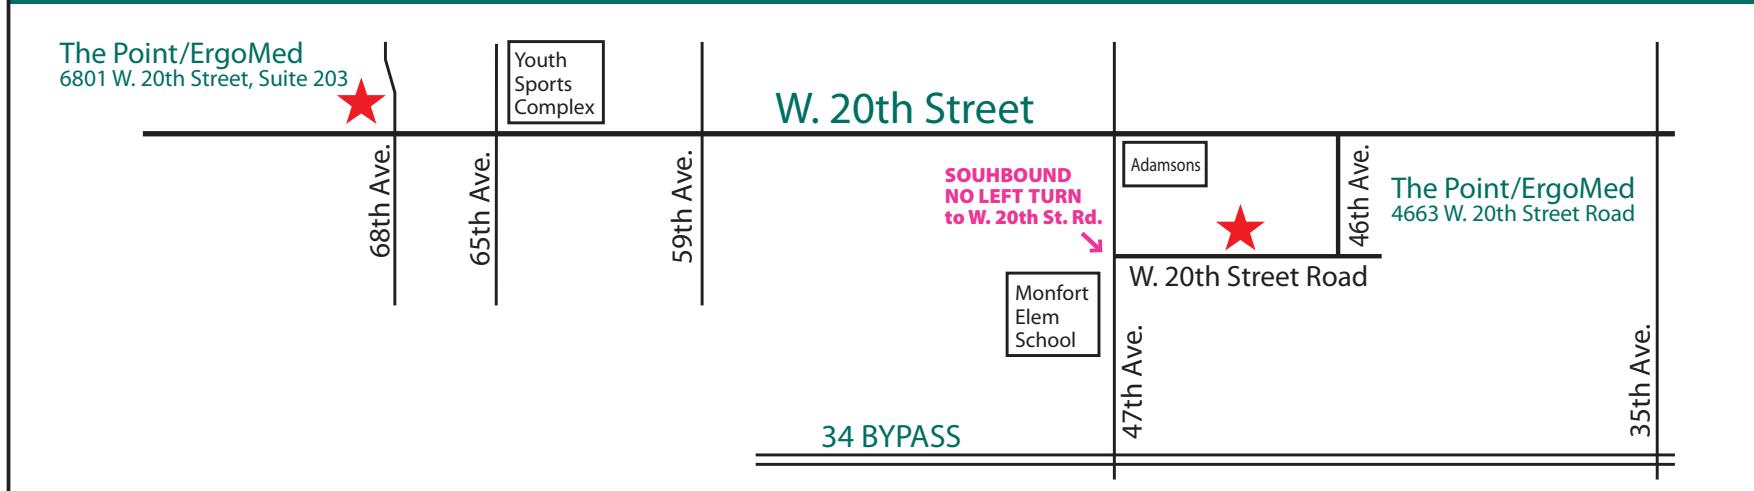 The Point/ErgoMed
6801 W. 20th Street, Suite 203
Youth
Sports
Complex
W. 20th Street
68th Ave.
65th Ave.
59th Ave.
SOUHBOUND
NO LEFT TURN
to W. 20th St. Rd.
Adamsons
46th Ave.
The Point/ErgoMed
4663 W. 20th Street Road
W. 20th Street Road
Monfort
Elem
School
47th Ave.
35th Ave.
34 BYPASS